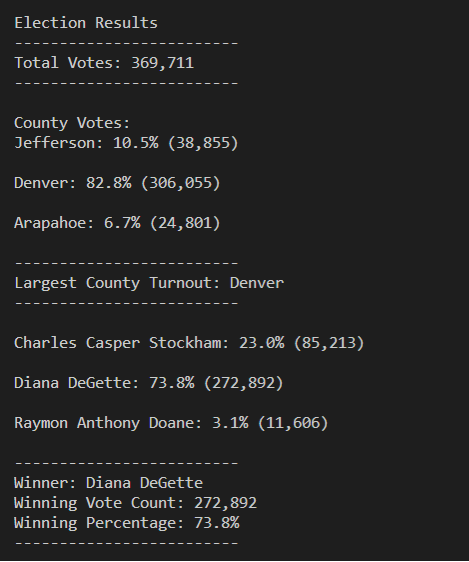 Election Results
-------------------------
Total Votes: 369,711
-------------------------
County Votes:
Jefferson: 10.5% (38,855)
Denver: 82.8% (306,055)
Arapahoe: 6.7% (24,801)
-------------------------
Largest County Turnout: Denver
-------------------------
Charles Casper Stockham: 23.0% (85,213)
Diana DeGette: 73.8% (272,892)
Raymon Anthony Doane: 3.1% (11,606)
-------------------------
Winner: Diana DeGette
Winning Vote Count: 272,892
Winning Percentage: 73.8%
-------------------------